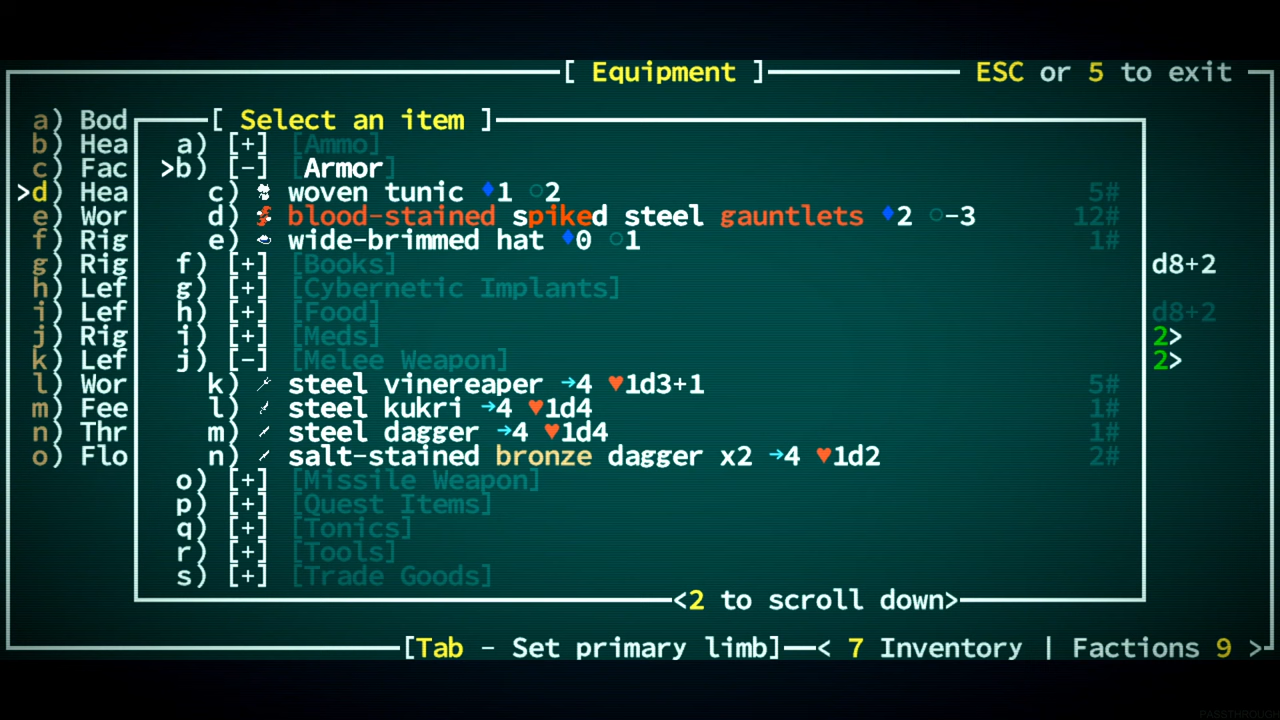 [ Equipment ] ESC or 5 to exit
a) Bod [ Select an item ]
b) Hea a) [+] [Ammo]
c) Fac >b) [-] [Armor]
>d) Hea c) woven tunic ♦1 ○2 5#
e) Wor d) blood-stained spiked steel gauntlets ♦2 ○-3 12#
f) Rig e) wide-brimmed hat ♦0 ○1 1#
g) Rig f) [+] [Books] d8+2
h) Lef g) [+] [Cybernetic Implants]
i) Lef h) [+] [Food] d8+2
j) Rig i) [+] [Meds] 2>
k) Lef j) [-] [Melee Weapon] 2>
l) Wor k) steel vinereaper →4 ♥1d3+1 5#
m) Fee l) steel kukri →4 ♥1d4 1#
n) Thr m) steel dagger →4 ♥1d4 1#
o) Flo n) salt-stained bronze dagger x2 →4 ♥1d2 2#
o) [+] [Missile Weapon]
p) [+] [Quest Items]
q) [+] [Tonics]
r) [+] [Tools]
s) [+] [Trade Goods]
<2 to scroll down>
[Tab - Set primary limb] < 7 Inventory | Factions 9 >